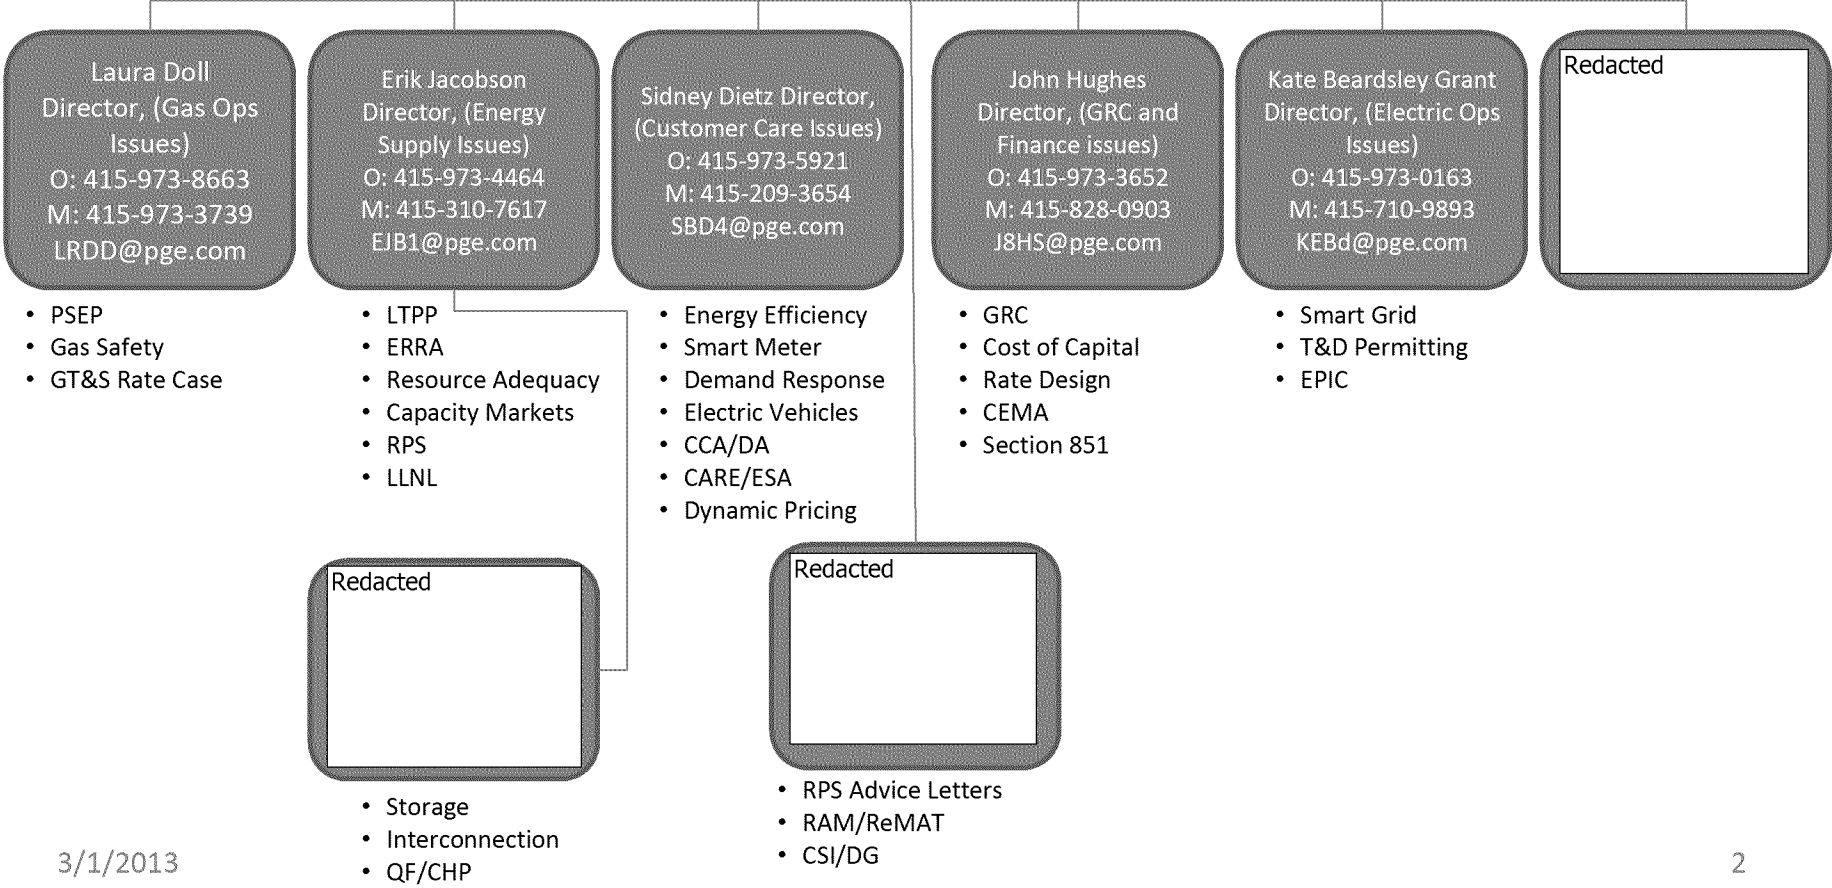 Laura Doll
Director, (Gas Ops
Issues)
O: 415-973-8663
M: 415-973-3739
LRDD@pge.com
Erik Jacobson
Director, (Energy
Supply Issues)
O: 415-973-4464
M: 415-310-7617
EJB1@pge.com
Sidney Dietz Director,
(Customer Care Issues)
O: 415-973-5921
M: 415-209-3654
SBD4@pge.com
John Hughes
Director, (GRC and
Finance issues)
O: 415-973-3652
M: 415-828-0903
J8HS@pge.com
Kate Beardsley Grant
Director, (Electric Ops
Issues)
O: 415-973-0163
M: 415-710-9893
KEBd@pge.com
Redacted
• PSEP
• Gas Safety
• GT&S Rate Case
• LTPP
• ERRA
• Resource Adequacy
• Capacity Markets
• RPS
• LLNL
• Energy Efficiency
• Smart Meter
• Demand Response
• Electric Vehicles
• CCA/DA
• CARE/ESA
• Dynamic Pricing
• GRC
• Cost of Capital
• Rate Design
• CEMA
• Section 851
• Smart Grid
• T&D Permitting
• EPIC
Redacted
• Storage
• Interconnection
• QF/CHP
Redacted
• RPS Advice Letters
• RAM/ReMAT
• CSI/DG
3/1/2013
2